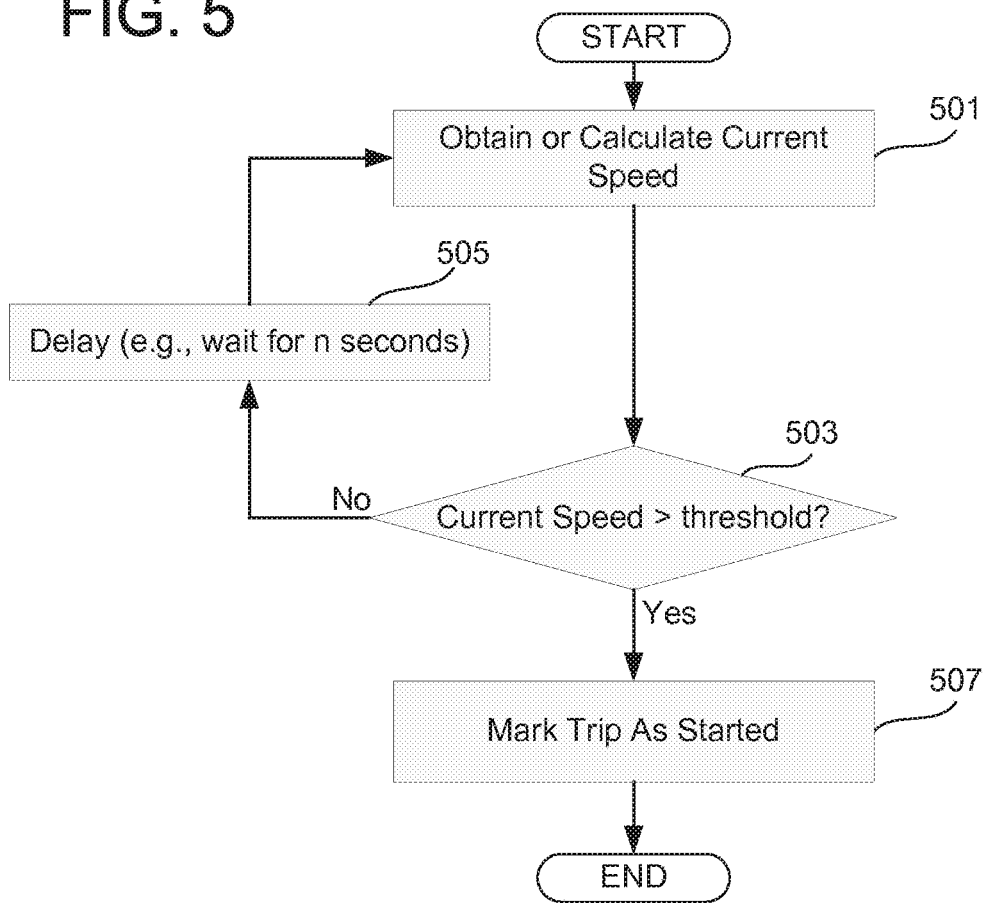 FIG. 5
START
501
Obtain or Calculate Current
Speed
505
Delay (e.g., wait for n seconds)
503
No
Current Speed > threshold?
Yes
507
Mark Trip As Started
END